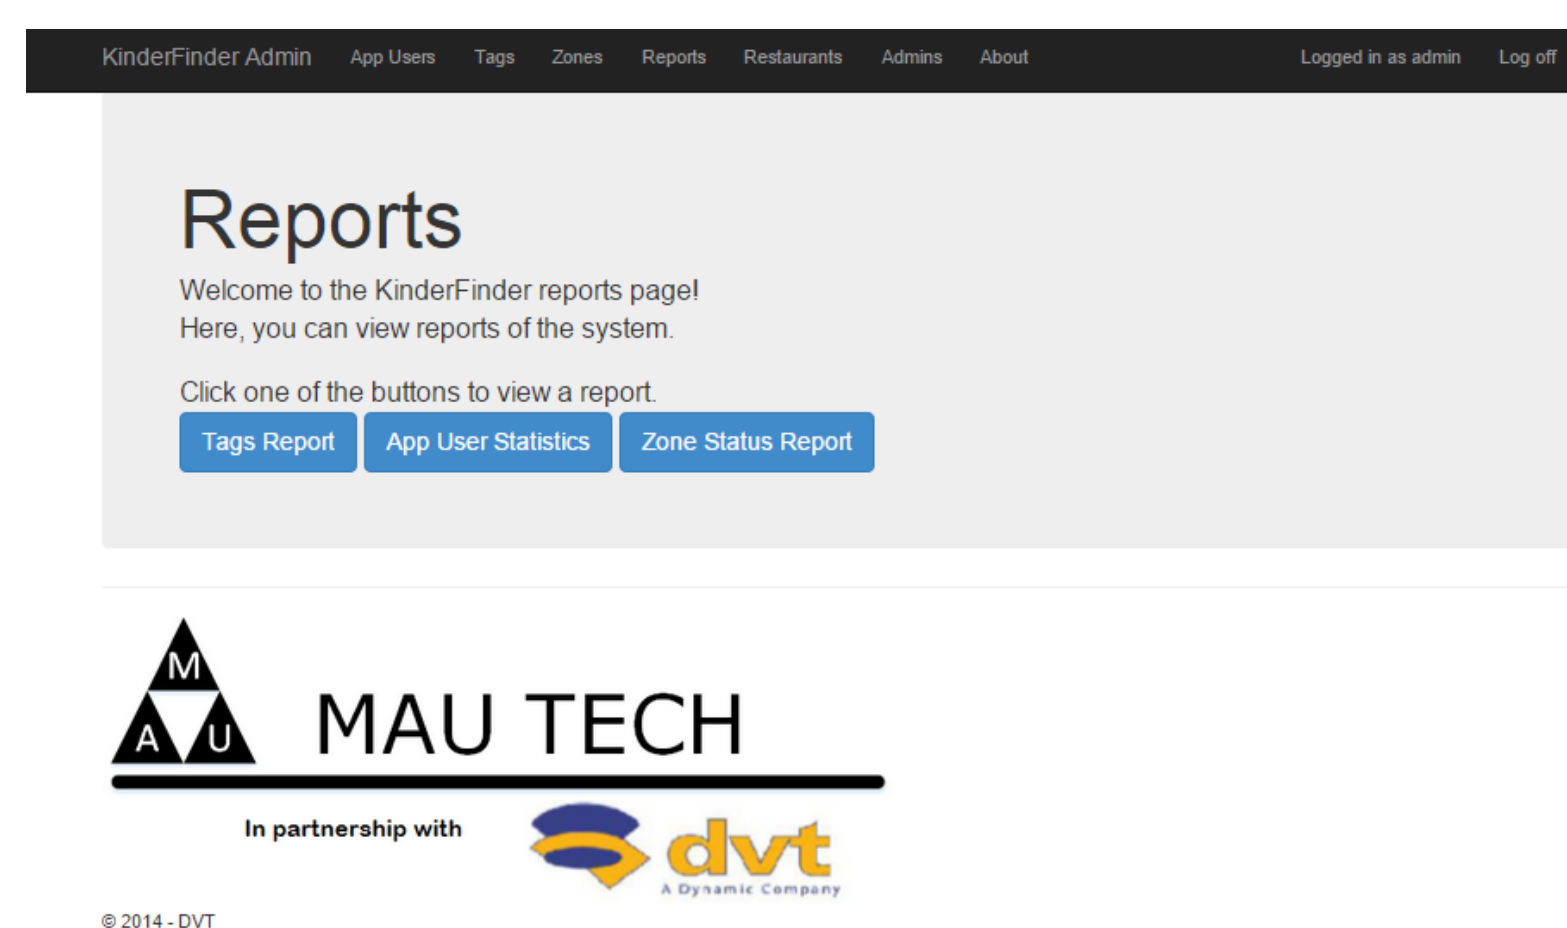 KinderFinder Admin App Users Tags Zones Reports Restaurants Admins About Logged in as admin Log off
Reports
Welcome to the KinderFinder reports page!
Here, you can view reports of the system.
Click one of the buttons to view a report.
Tags Report App User Statistics Zone Status Report
M
A U
MAU TECH
In partnership with
dvt
A Dynamic Company
© 2014 - DVT